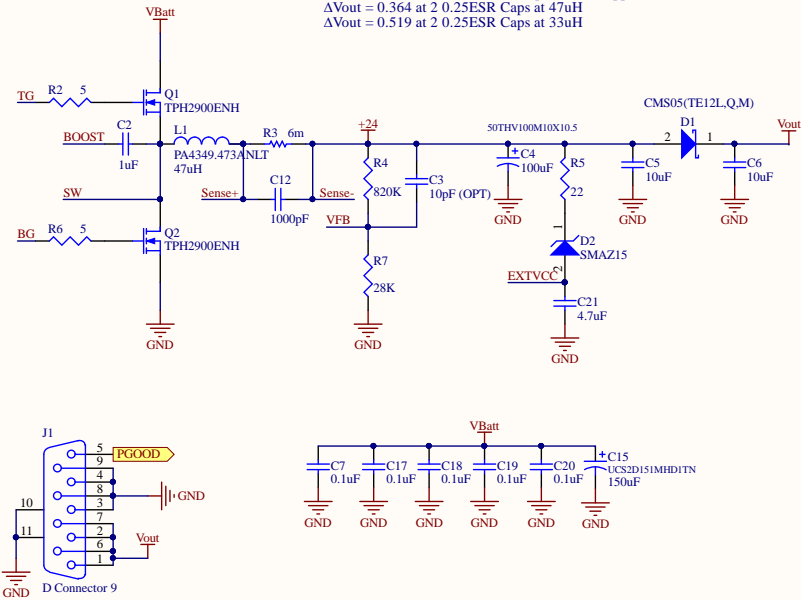 ΔVout = 0.364 at 2 0.25ESR Caps at 47uH
ΔVout = 0.519 at 2 0.25ESR Caps at 33uH
VBatt
TG
R2 5
Q1
TPH2900ENH
BOOST
C2
1uF
L1
PA4349.473ANLT
47uH
R3 6m
SW
Sense+
C12
1000pF
Sense-
BG
R6 5
Q2
TPH2900ENH
GND
+24
R4
820K
C3
10pF (OPT)
VFB
R7
28K
GND
50THV100M10X10.5
C4
100uF
GND
R5
22
1
D2
SMAZ15
2
EXTVCC
C21
4.7uF
GND
C5
10uF
GND
CMS05(TE12L,Q,M)
D1
2 1
Vout
C6
10uF
GND
J1
5
9
4
8
3
7
2
6
1
10
11
PGOOD
GND
Vout
GND
D Connector 9
VBatt
C7
0.1uF
GND
C17
0.1uF
GND
C18
0.1uF
GND
C19
0.1uF
GND
C20
0.1uF
GND
C15
UCS2D151MHD1TN
150uF
GND